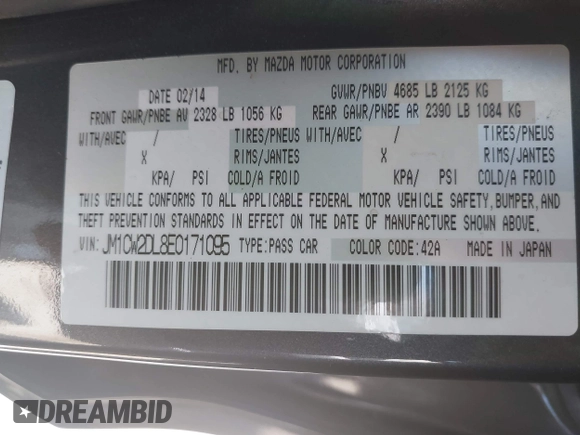 MFD. BY MAZDA MOTOR CORPORATION
DATE 02/14
GVWR/PNBV 4685 LB 2125 KG
FRONT GAWR/PNBE AV 2328 LB 1056 KG
REAR GAWR/PNBE AR 2390 LB 1084 KG
WITH/AVEC / TIRES/PNEUS WITH/AVEC / TIRES/PNEUS
X RIMS/JANTES X RIMS/JANTES
KPA/ PSI COLD/A FROID KPA/ PSI COLD/A FROID
THIS VEHICLE CONFORMS TO ALL APPLICABLE FEDERAL MOTOR VEHICLE SAFETY, BUMPER, AND
THEFT PREVENTION STANDARDS IN EFFECT ON THE DATE OF MANUFACTURE SHOWN ABOVE.
VIN: JM1CW2DL8E0171095 TYPE: PASS CAR COLOR CODE: 42A MADE IN JAPAN
DREAMBID